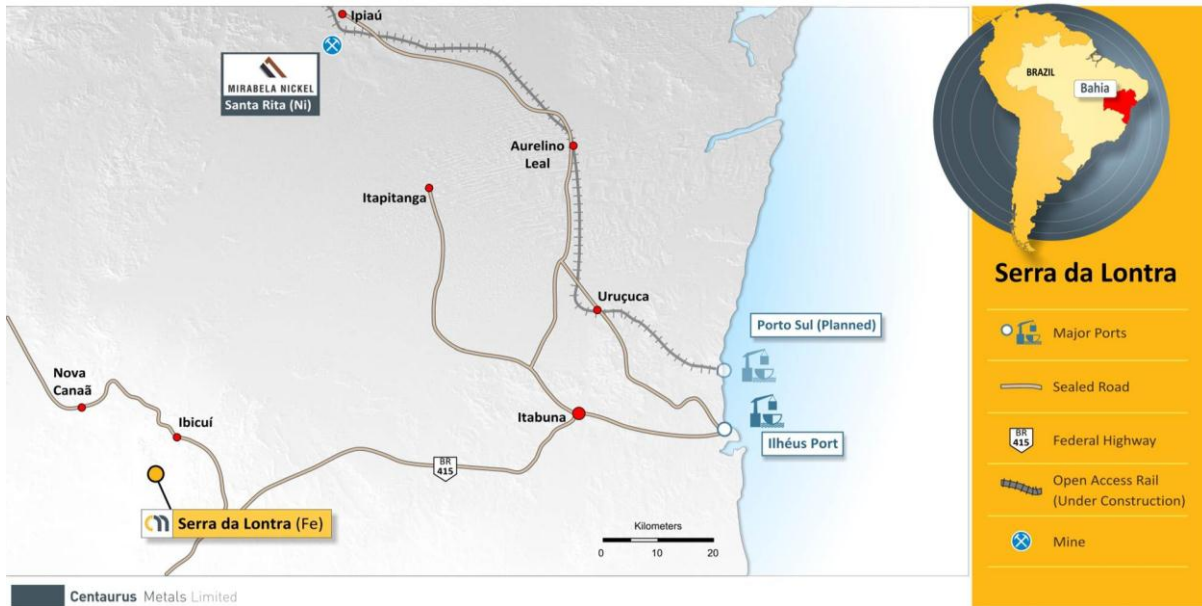 Ipiaú
MIRABELA NICKEL
Santa Rita (Ni)
Aurelino
Leal
Itapitanga
Uruçuca
Porto Sul (Planned)
Nova
Canaã
Ibicuí
Itabuna
Ilhéus Port
BR
415
Serra da Lontra (Fe)
Kilometers
0 10 20
Centaurus Metals Limited
BRAZIL
Bahia
Serra da Lontra
Major Ports
Sealed Road
BR
415
Federal Highway
Open Access Rail
(Under Construction)
Mine